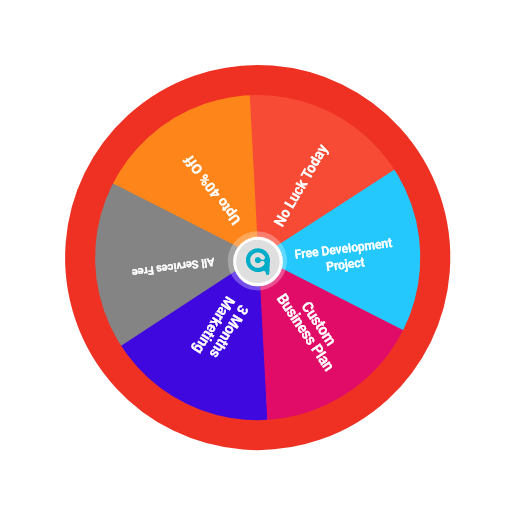 No Luck Today
Free Development
Project
Custom
Business Plan
3 Months
Marketing
All Services Free
Upto 40% Off